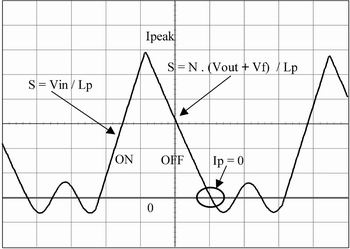 Ipeak
S = N . (Vout + Vf) / Lp
S = Vin / Lp
ON
OFF
Ip = 0
0